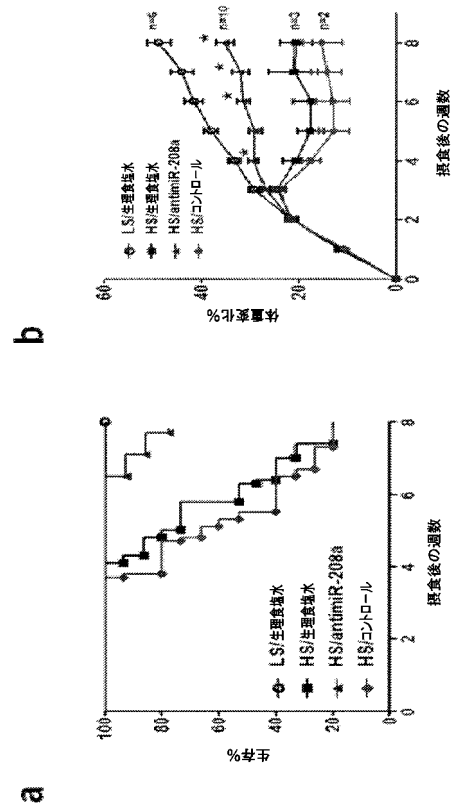 a
100
80
60
40
20
0
生存%
LS/生理食塩水
HS/生理食塩水
HS/antimiR-208a
HS/コントロール
0 2 4 6 8
摂食後の週数
b
60
40
20
0
体重変化%
LS/生理食塩水
HS/生理食塩水
HS/antimiR-208a
HS/コントロール
n=6
n=10
n=3
n=2
0 2 4 6 8
摂食後の週数